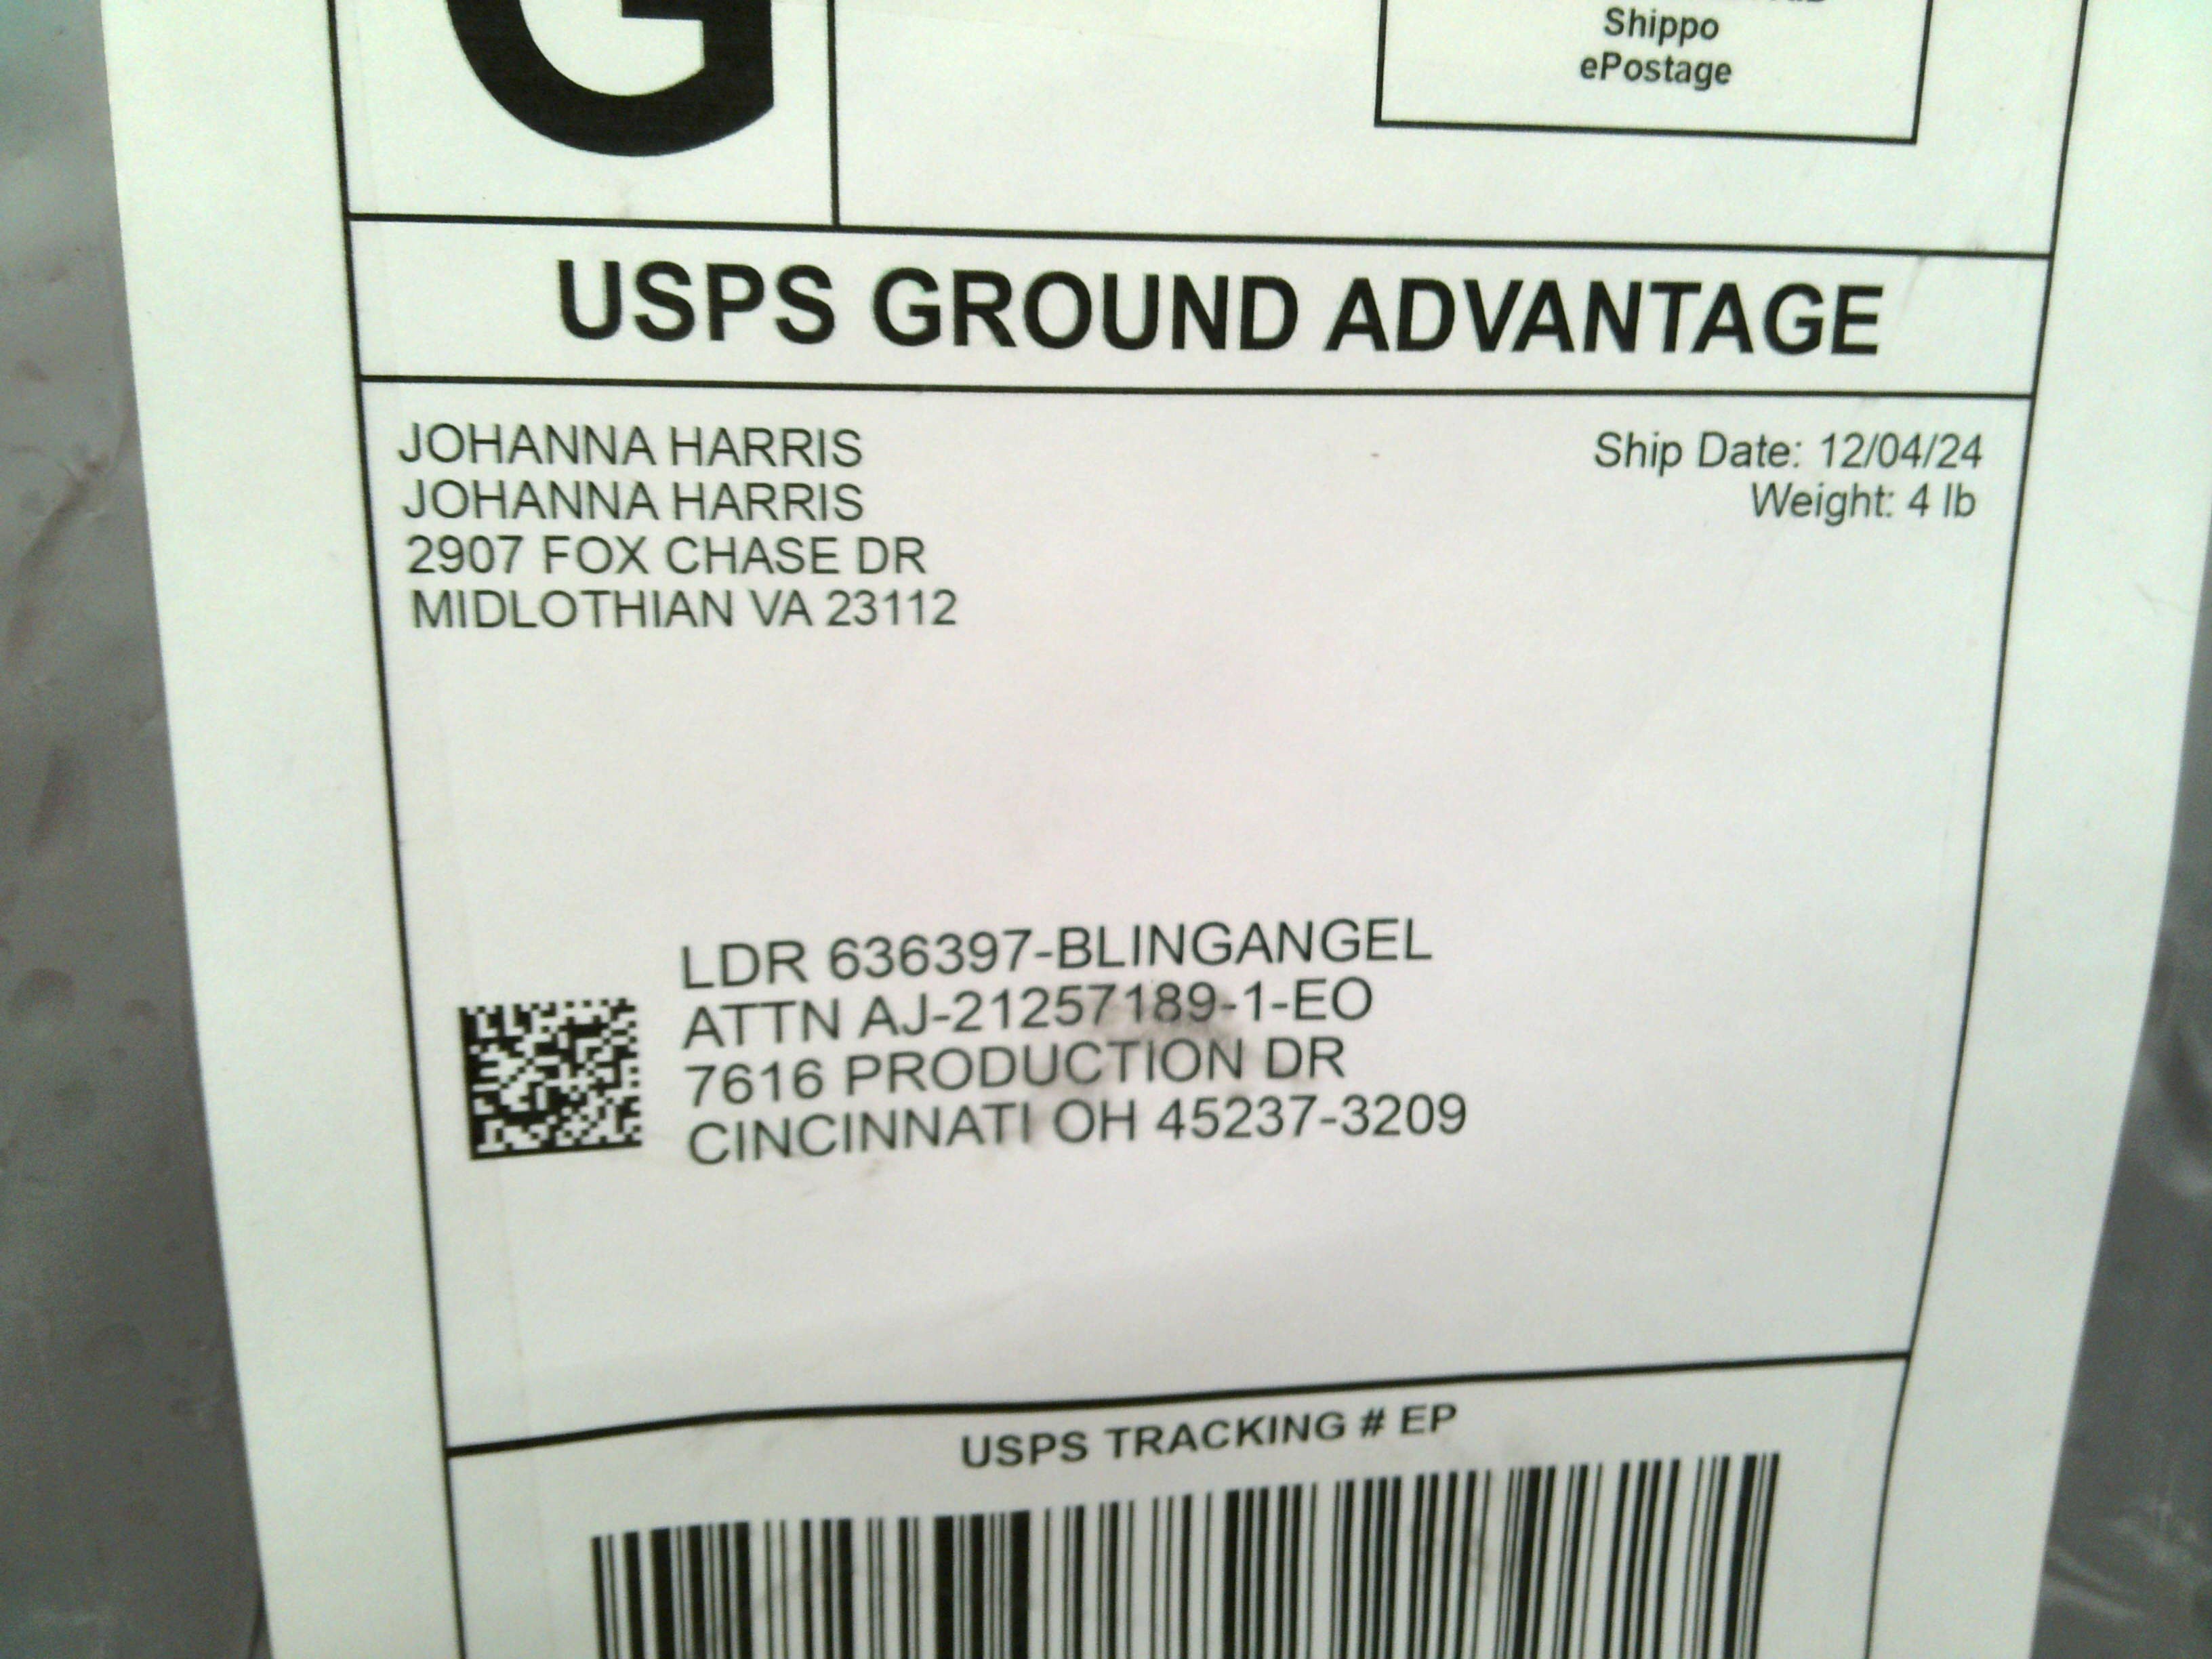 G
Shippo
ePostage
USPS GROUND ADVANTAGE
JOHANNA HARRIS
JOHANNA HARRIS
2907 FOX CHASE DR
MIDLOTHIAN VA 23112
Ship Date: 12/04/24
Weight: 4 lb
LDR 636397-BLINGANGEL
ATTN AJ-21257189-1-EO
7616 PRODUCTION DR
CINCINNATI OH 45237-3209
USPS TRACKING # EP